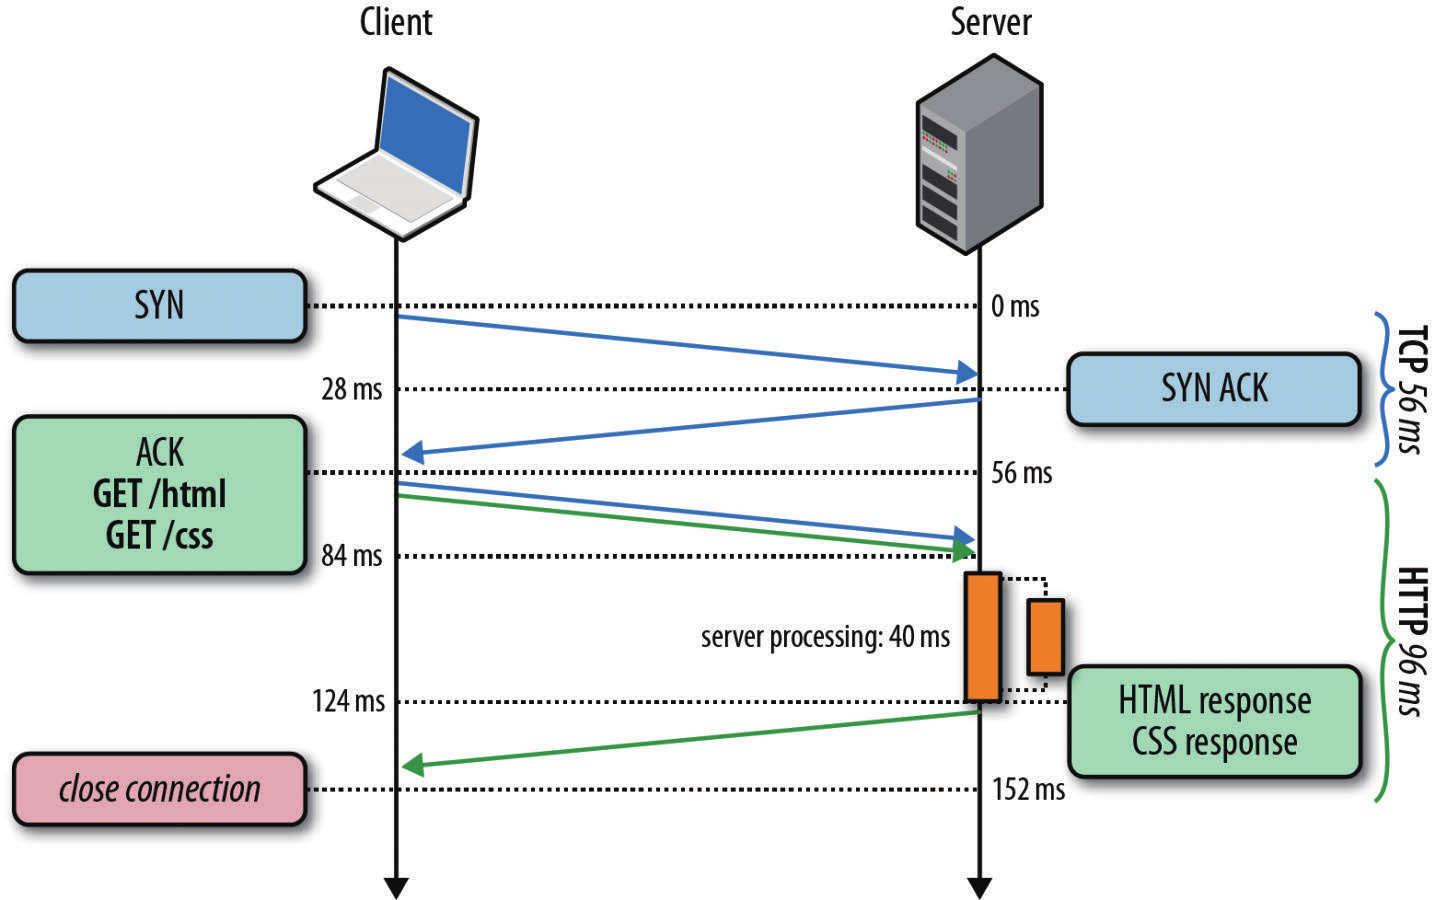 Client
Server
SYN
0 ms
28 ms
SYN ACK
TCP 56 ms
ACK
GET /html
GET /css
56 ms
84 ms
server processing: 40 ms
HTTP 96 ms
124 ms
HTML response
CSS response
close connection
152 ms